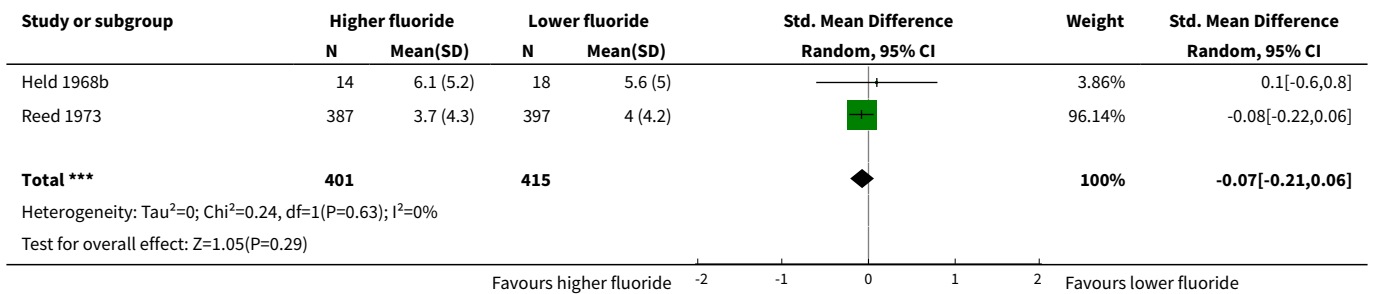 Study or subgroup Higher fluoride Lower fluoride Std. Mean Difference Weight Std. Mean Difference
N Mean(SD) N Mean(SD) Random, 95% CI Random, 95% CI
Held 1968b 14 6.1 (5.2) 18 5.6 (5) 3.86% 0.1[-0.6,0.8]
Reed 1973 387 3.7 (4.3) 397 4 (4.2) 96.14% -0.08[-0.22,0.06]
Total *** 401 415 100% -0.07[-0.21,0.06]
Heterogeneity: Tau²=0; Chi²=0.24, df=1(P=0.63); I²=0%
Test for overall effect: Z=1.05(P=0.29)
Favours higher fluoride -2 -1 0 1 2 Favours lower fluoride